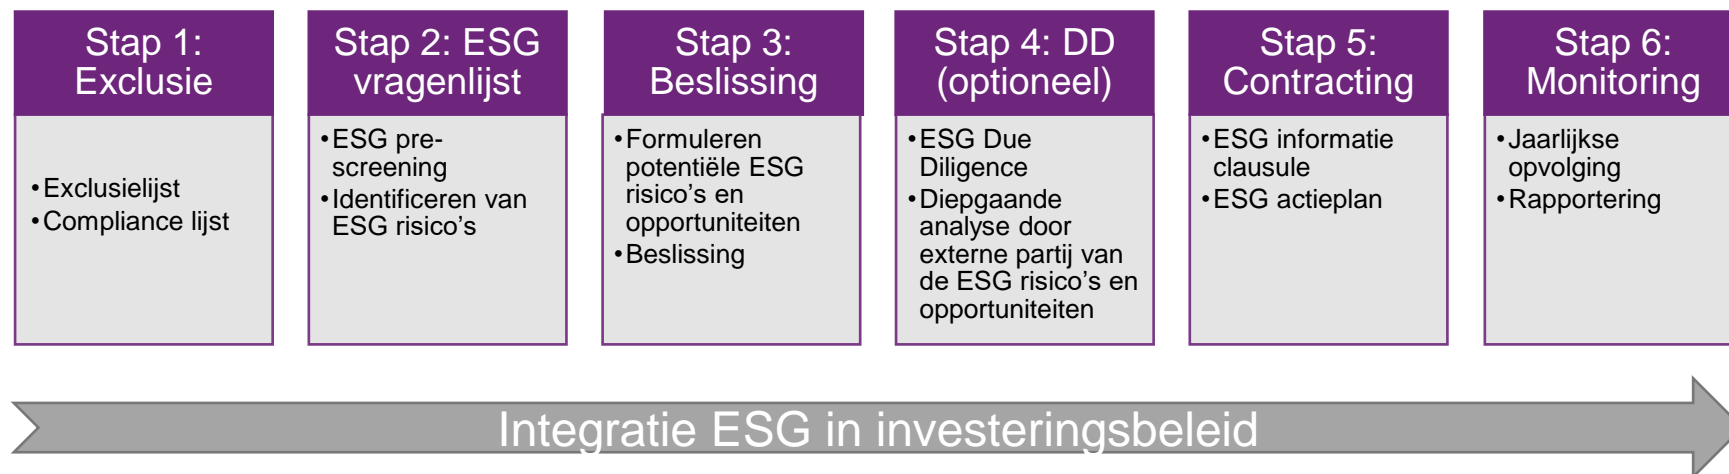 Stap 1:
Exclusie
•Exclusielijst
•Compliance lijst
Stap 2: ESG
vragenlijst
•ESG pre-
screening
•Identificeren van
ESG risico’s
Stap 3:
Beslissing
•Formuleren
potentiële ESG
risico’s en
opportuniteiten
•Beslissing
Stap 4: DD
(optioneel)
•ESG Due
Diligence
•Diepgaande
analyse door
externe partij van
de ESG risico’s en
opportuniteiten
Stap 5:
Contracting
•ESG informatie
clausule
•ESG actieplan
Stap 6:
Monitoring
•Jaarlijkse
opvolging
•Rapportering
Integratie ESG in investeringsbeleid